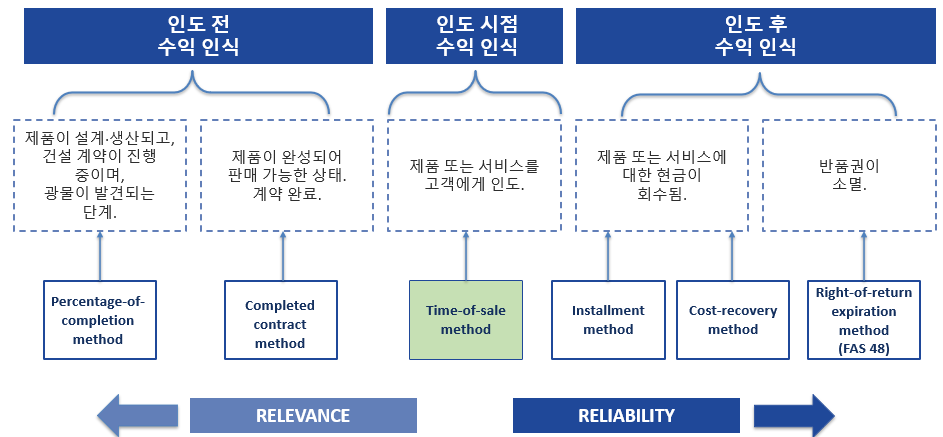 인도 전
수익 인식
인도 시점
수익 인식
인도 후
수익 인식
제품이 설계·생산되고,
건설 계약이 진행
중이며,
광물이 발견되는
단계.
제품이 완성되어
판매 가능한 상태.
계약 완료.
제품 또는 서비스를
고객에게 인도.
제품 또는 서비스에
대한 현금이
회수됨.
반품권이
소멸.
Percentage-of-
completion
method
Completed
contract
method
Time-of-sale
method
Installment
method
Cost-recovery
method
Right-of-return
expiration
method
(FAS 48)
RELEVANCE
RELIABILITY